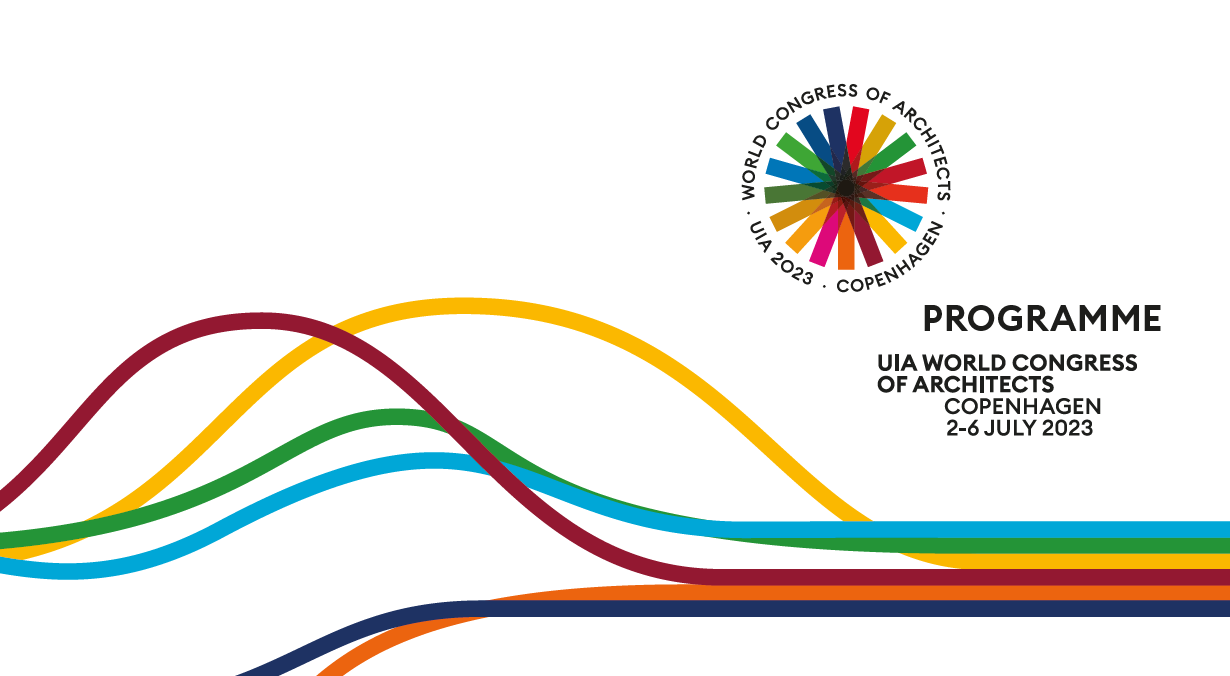 · WORLD CONGRESS OF ARCHITECTS ·
UIA 2023 · COPENHAGEN
PROGRAMME
UIA WORLD CONGRESS
OF ARCHITECTS
COPENHAGEN
2-6 JULY 2023